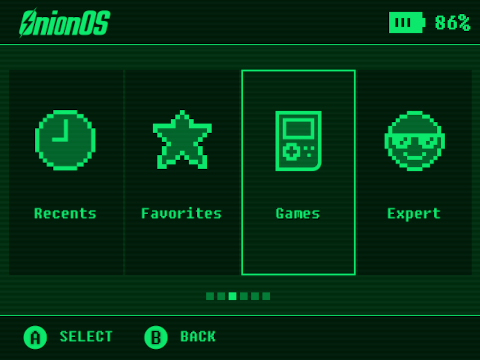 OnionOS
86%
Recents
Favorites
Games
Expert
A SELECT
B BACK